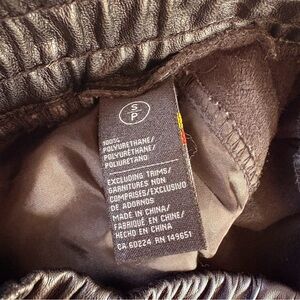 S
P
100%
POLYURETHANE/
POLYURÉTHANE/
POLIURETANO
EXCLUDING TRIMS/
GARNITURES NON
COMPRISES/EXCLUSIVO
DE ADORNOS
MADE IN CHINA/
FABRIQUÉ EN CHINE/
HECHO EN CHINA
CA 60224 RN 149651